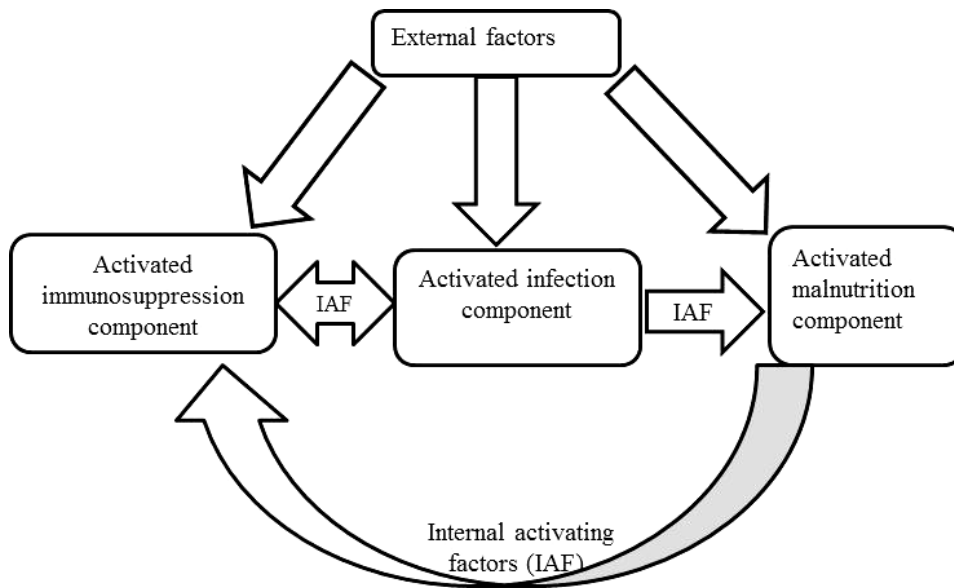 External factors
Activated
immunosuppression
component
IAF
Activated infection
component
IAF
Activated
malnutrition
component
Internal activating
factors (IAF)